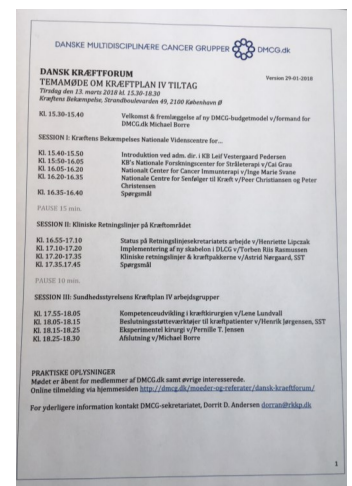 DANSKE MULTIDISCIPLINÆRE CANCER GRUPPER DMCG.dk
DANSK KRÆFTFORUM
Version 29-01-2018
TEMAMØDE OM KRÆFTPLAN IV TILTAG
Tirsdag den 13. marts 2018 kl. 15.30-18.30
Kræftens Bekæmpelse, Strandboulevarden 49, 2100 København Ø
Kl. 15.30-15.40 Velkomst & fremlæggelse af ny DMCG-budgetmodel v/formand for
DMCG.dk Michael Borre
SESSION I: Kræftens Bekæmpelses Nationale Videnscentre for...
Kl. 15.40-15.50 Introduktion ved adm. dir. i KB Leif Vestergaard Pedersen
Kl. 15:50-16.05 KB's Nationale Forskningscenter for Stråleterapi v/Cai Grau
Kl. 16.05-16.20 Nationalt Center for Cancer Immunterapi v/Inge Marie Svane
Kl. 16.20-16.35 Nationale Centre for Senfølger til Kræft v/Peer Christiansen og Peter
Christensen
Kl. 16.35-16.40 Spørgsmål
PAUSE 15 min.
SESSION II: Kliniske Retningslinjer på Kræftområdet
Kl. 16.55-17.10 Status på Retningslinjesekretariatets arbejde v/Henriette Lipczak
Kl. 17.10-17.20 Implementering af ny skabelon i DLCG v/Torben Riis Rasmussen
Kl. 17.20-17.35 Kliniske retningslinjer & kræftpakkerne v/Astrid Nørgaard, SST
Kl. 17.35.17.45 Spørgsmål
PAUSE 10 min.
SESSION III: Sundhedsstyrelsens Kræftplan IV arbejdsgrupper
Kl. 17.55-18.05 Kompetenceudvikling i kræftkirurgien v/Lene Lundvall
Kl. 18.05-18.15 Beslutningsstøtteværktøjer til kræftpatienter v/Henrik Jørgensen, SST
Kl. 18.15-18.25 Eksperimentel kirurgi v/Pernille T. Jensen
Kl. 18.25-18.30 Afslutning v/Michael Borre
PRAKTISKE OPLYSNINGER
Mødet er åbent for medlemmer af DMCG.dk samt øvrige interesserede.
Online tilmelding via hjemmesiden http://dmcg.dk/moeder-og-referater/dansk-kraeftforum/
For yderligere information kontakt DMCG-sekretariatet, Dorrit D. Andersen dorran@rkkp.dk
1